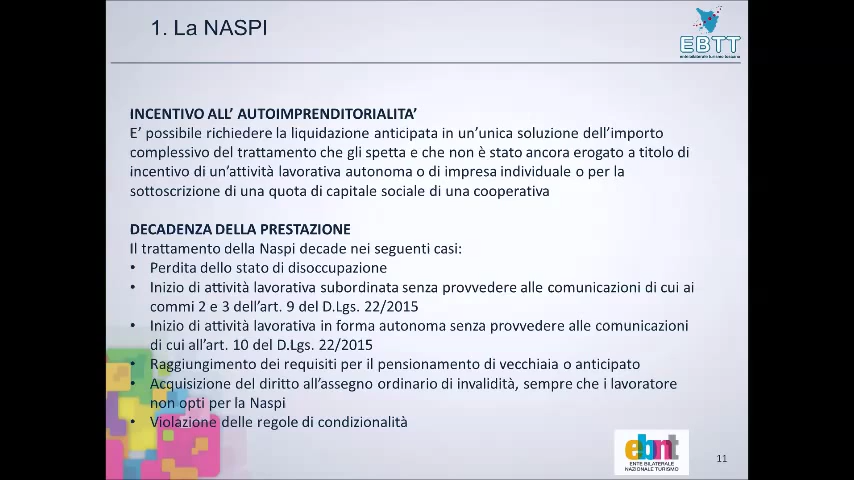 1. La NASPI
EBTT
ente bilaterale turismo toscano
INCENTIVO ALL’ AUTOIMPRENDITORIALITA’
E’ possibile richiedere la liquidazione anticipata in un’unica soluzione dell’importo
complessivo del trattamento che gli spetta e che non è stato ancora erogato a titolo di
incentivo di un’attività lavorativa autonoma o di impresa individuale o per la
sottoscrizione di una quota di capitale sociale di una cooperativa
DECADENZA DELLA PRESTAZIONE
Il trattamento della Naspi decade nei seguenti casi:
• Perdita dello stato di disoccupazione
• Inizio di attività lavorativa subordinata senza provvedere alle comunicazioni di cui ai
commi 2 e 3 dell’art. 9 del D.Lgs. 22/2015
• Inizio di attività lavorativa in forma autonoma senza provvedere alle comunicazioni
di cui all’art. 10 del D.Lgs. 22/2015
• Raggiungimento dei requisiti per il pensionamento di vecchiaia o anticipato
• Acquisizione del diritto all’assegno ordinario di invalidità, sempre che i lavoratore
non opti per la Naspi
• Violazione delle regole di condizionalità
ebnt
ENTE BILATERALE
NAZIONALE TURISMO
11